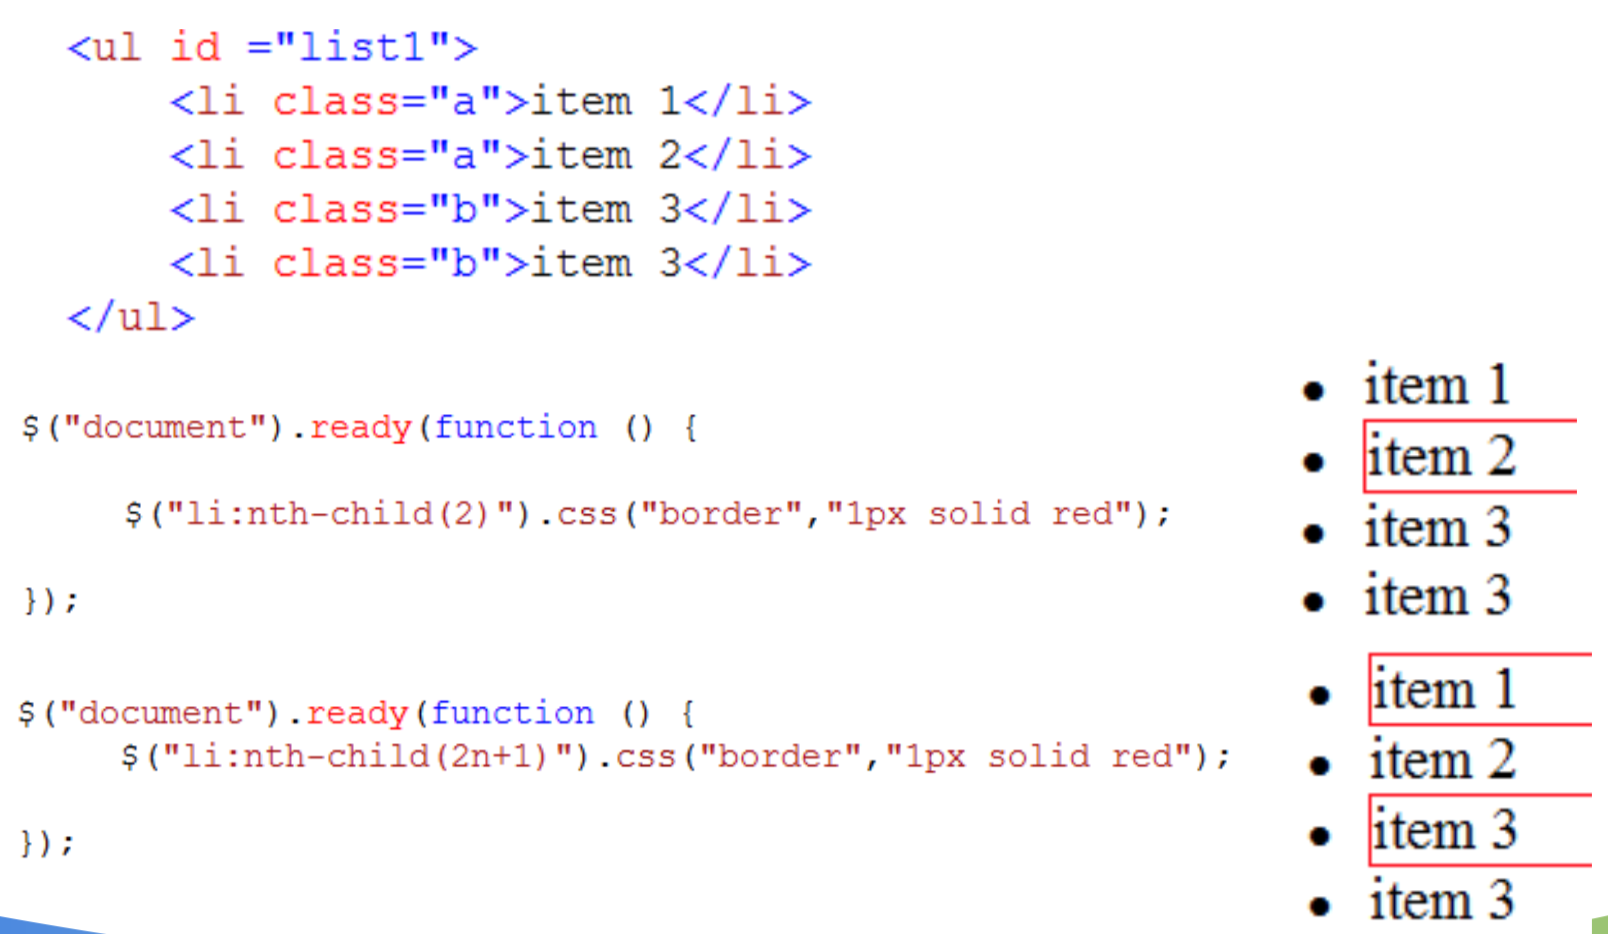 <ul id ="list1">
<li class="a">item 1</li>
<li class="a">item 2</li>
<li class="b">item 3</li>
<li class="b">item 3</li>
</ul>
$("document").ready(function () {
$("li:nth-child(2)").css("border","1px solid red");
});
• item 1
• item 2
• item 3
• item 3
$("document").ready(function () {
$("li:nth-child(2n+1)").css("border","1px solid red");
});
• item 1
• item 2
• item 3
• item 3